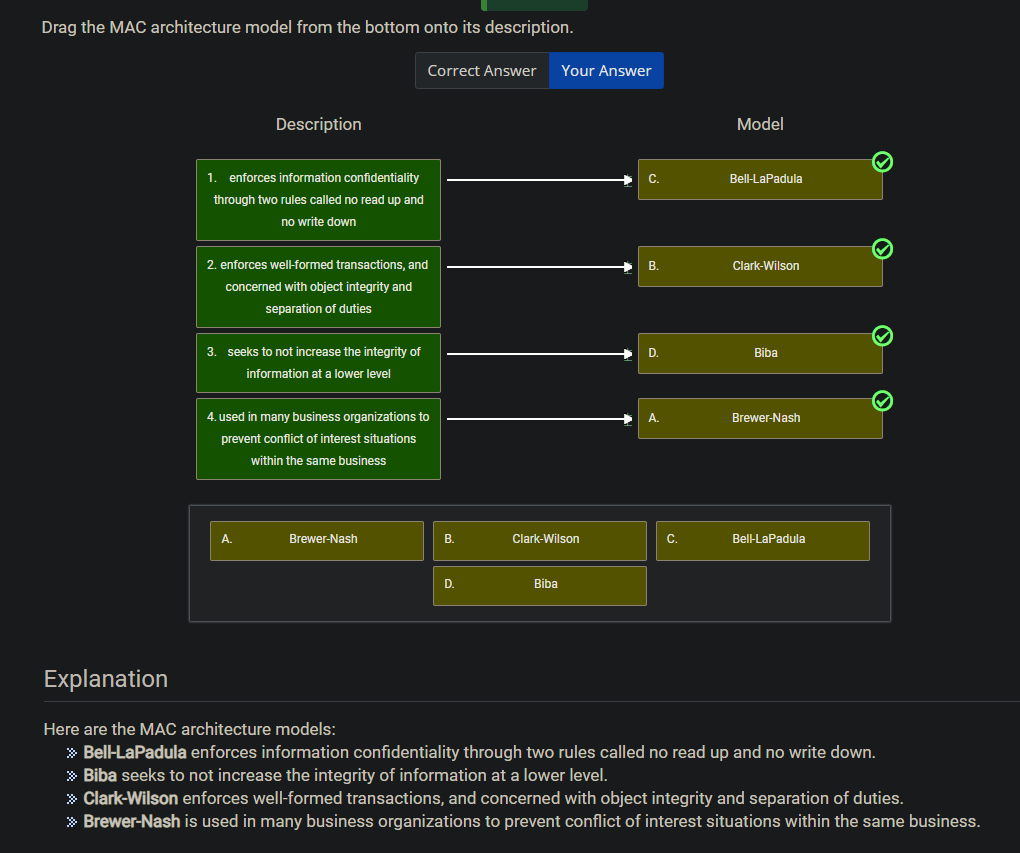 Drag the MAC architecture model from the bottom onto its description.
Correct Answer
Your Answer
Description
Model
1. enforces information confidentiality
through two rules called no read up and
no write down
C. Bell-LaPadula
2. enforces well-formed transactions, and
concerned with object integrity and
separation of duties
B. Clark-Wilson
3. seeks to not increase the integrity of
information at a lower level
D. Biba
4. used in many business organizations to
prevent conflict of interest situations
within the same business
A. Brewer-Nash
A. Brewer-Nash
B. Clark-Wilson
C. Bell-LaPadula
D. Biba
Explanation
Here are the MAC architecture models:
Bell-LaPadula enforces information confidentiality through two rules called no read up and no write down.
Biba seeks to not increase the integrity of information at a lower level.
Clark-Wilson enforces well-formed transactions, and concerned with object integrity and separation of duties.
Brewer-Nash is used in many business organizations to prevent conflict of interest situations within the same business.